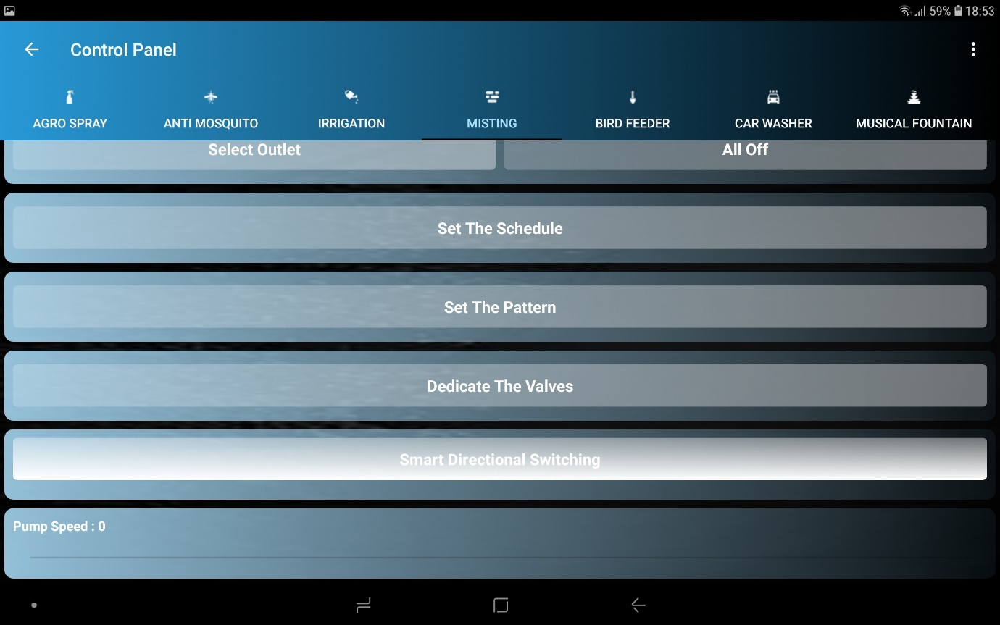 59% 18:53
Control Panel
AGRO SPRAY ANTI MOSQUITO IRRIGATION MISTING BIRD FEEDER CAR WASHER MUSICAL FOUNTAIN
Select Outlet All Off
Set The Schedule
Set The Pattern
Dedicate The Valves
Smart Directional Switching
Pump Speed : 0